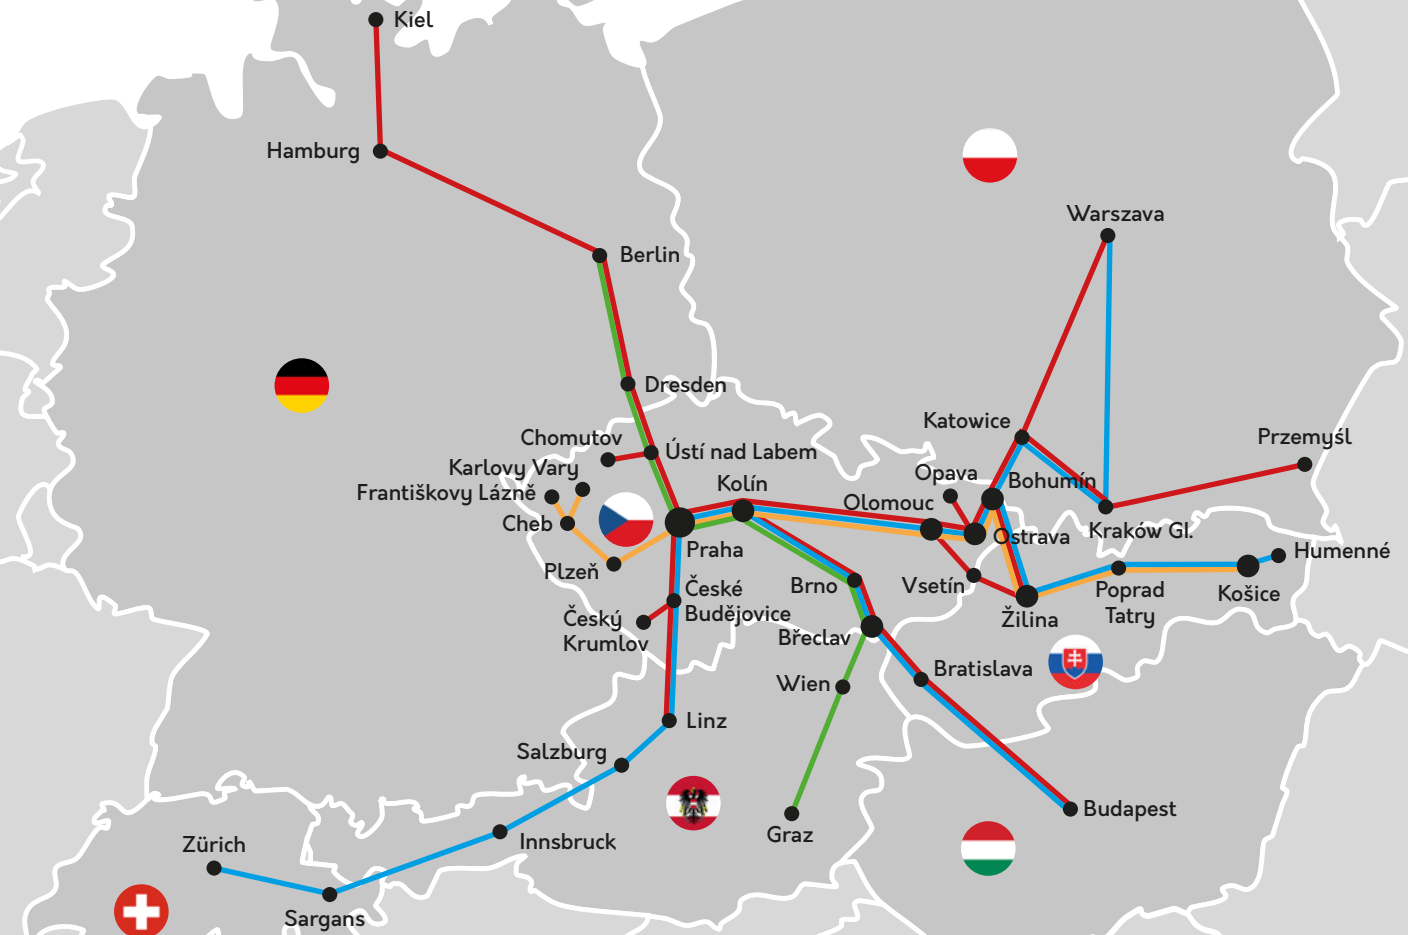 Kiel
Hamburg
Warszava
Berlin
Dresden
Katowice
Przemyśl
Chomutov
Ústí nad Labem
Karlovy Vary
Opava
Bohumín
Kolín
Františkovy Lázně
Olomouc
Cheb
Kraków Gl.
Ostrava
Praha
Humenné
Plzeň
Brno
Vsetín
České
Budějovice
Poprad
Tatry
Košice
Český
Krumlov
Žilina
Břeclav
Bratislava
Wien
Linz
Salzburg
Budapest
Graz
Innsbruck
Zürich
Sargans